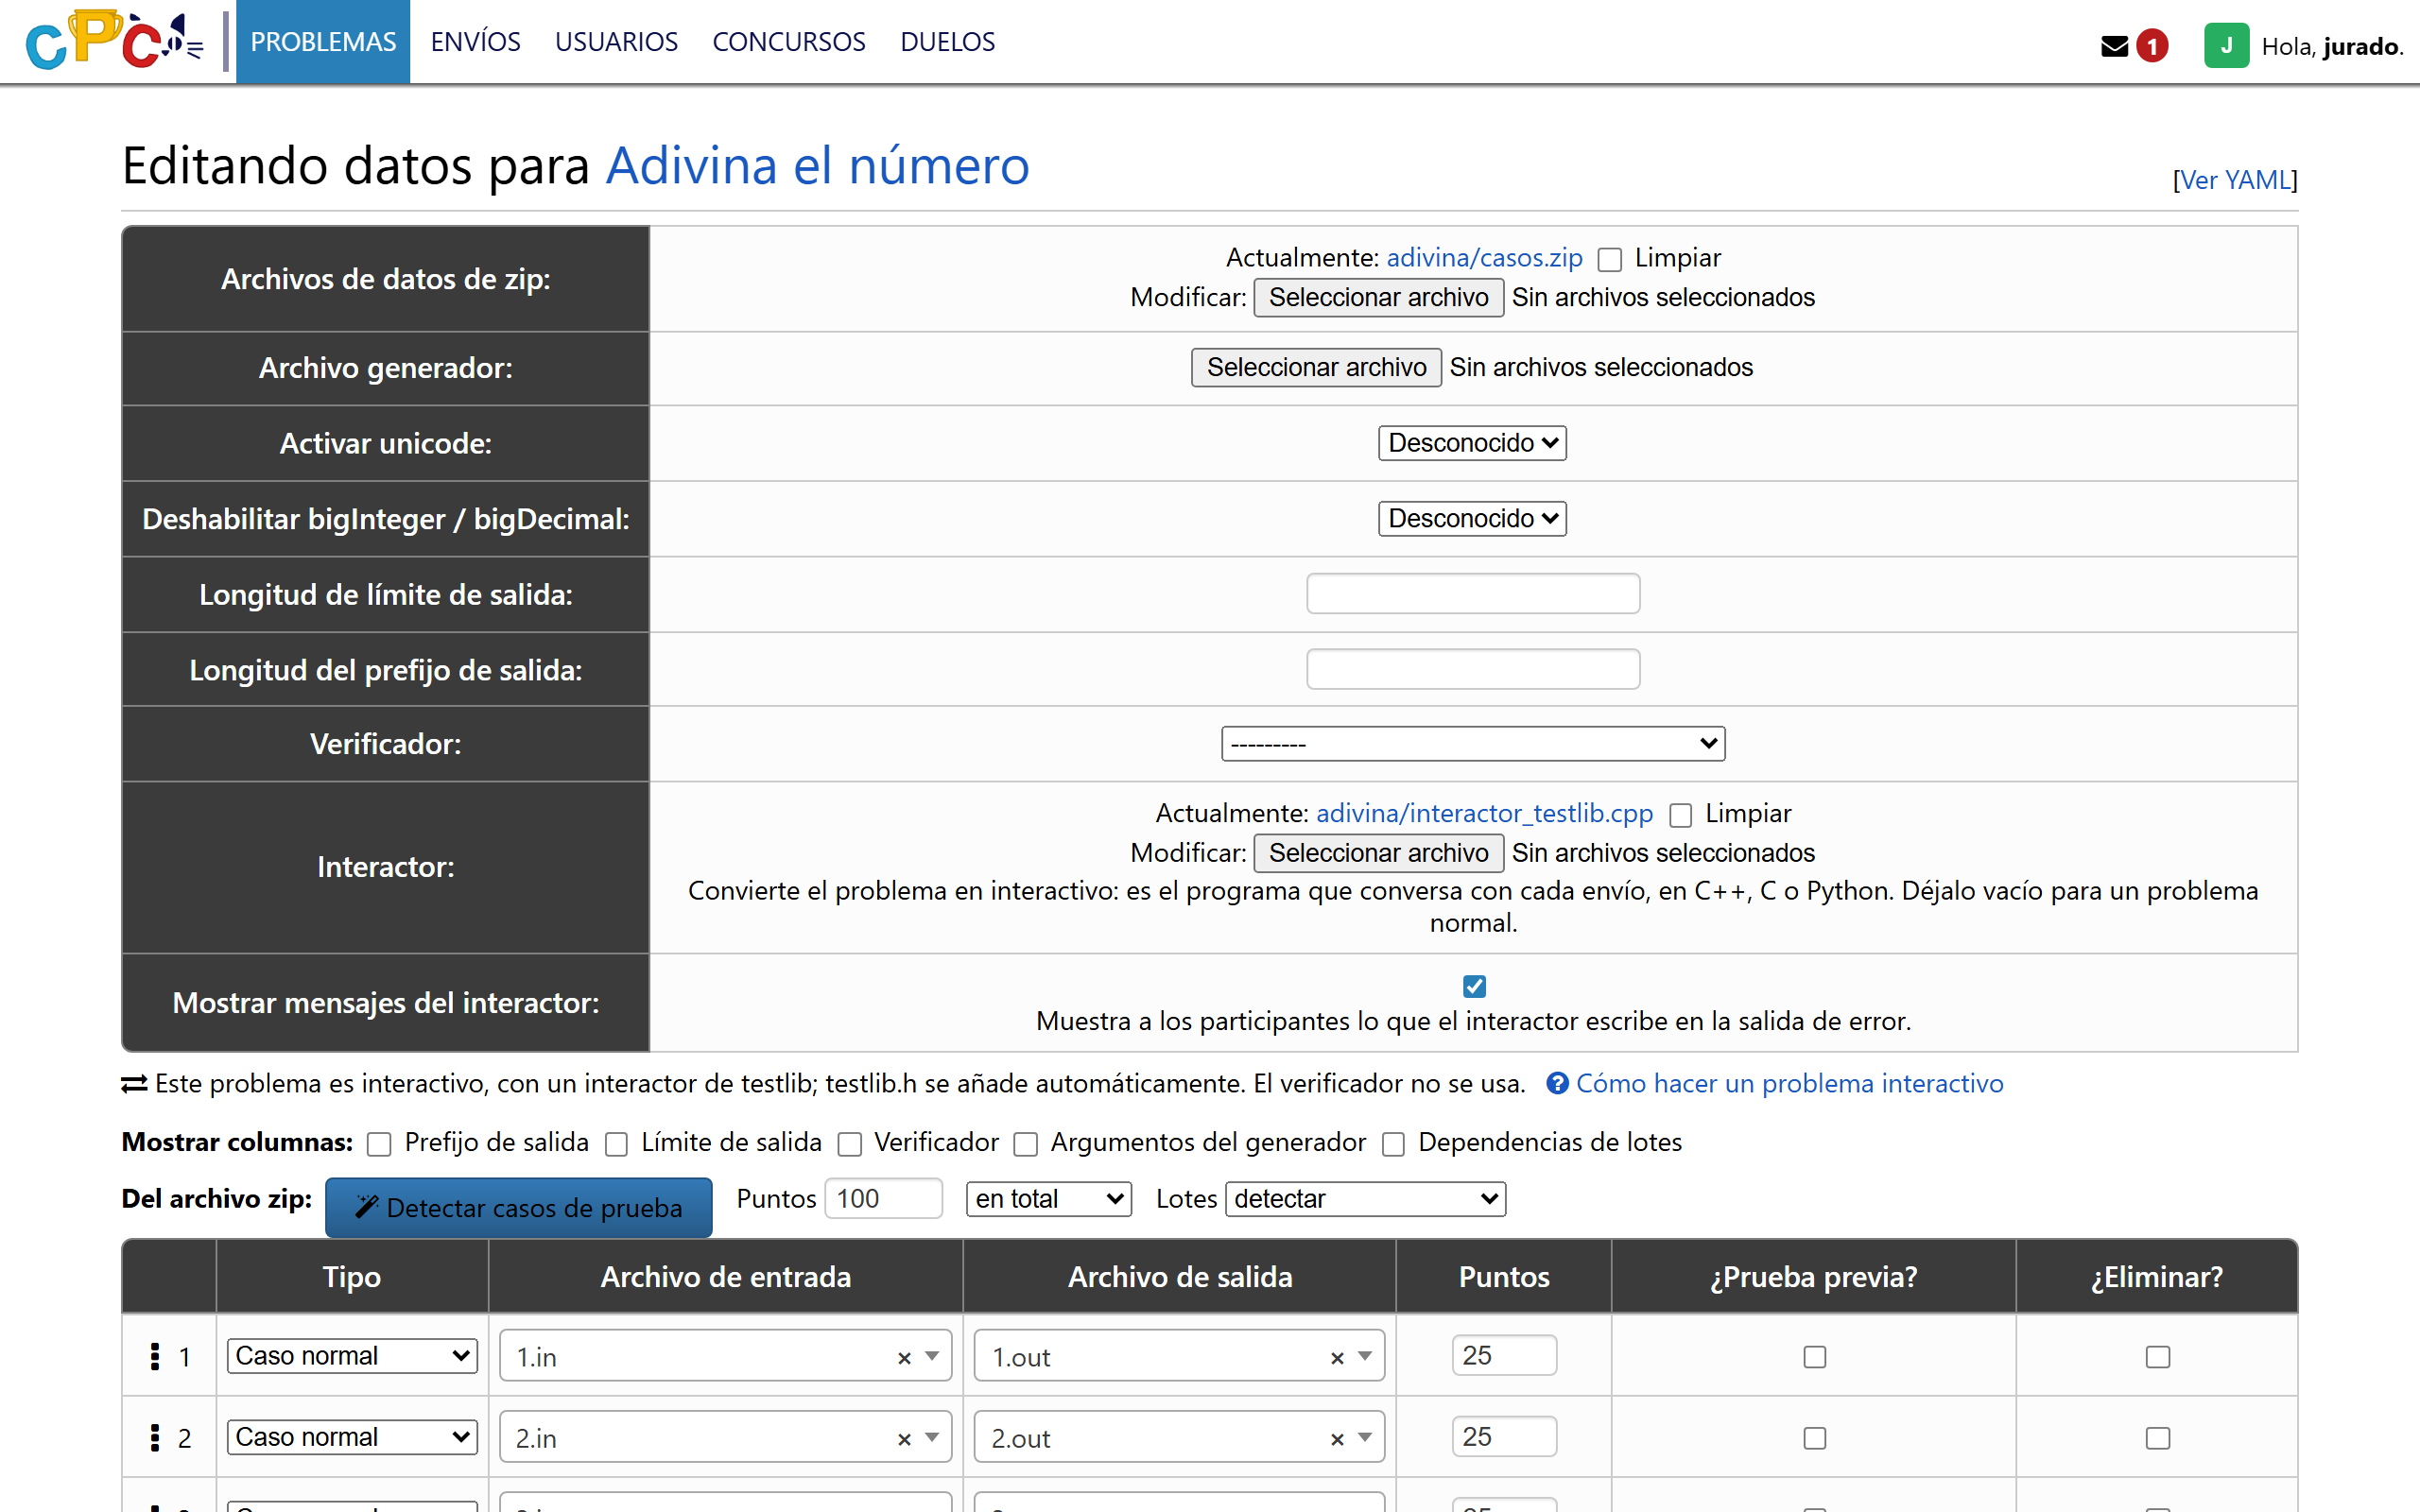 CPC
PROBLEMAS ENVÍOS USUARIOS CONCURSOS DUELOS
1 J Hola, jurado.
Editando datos para Adivina el número
[Ver YAML]
Archivos de datos de zip:
Actualmente: adivina/casos.zip Limpiar
Modificar: Seleccionar archivo Sin archivos seleccionados
Archivo generador:
Seleccionar archivo Sin archivos seleccionados
Activar unicode:
Desconocido
Deshabilitar bigInteger / bigDecimal:
Desconocido
Longitud de límite de salida:
Longitud del prefijo de salida:
Verificador:
---------
Interactor:
Actualmente: adivina/interactor_testlib.cpp Limpiar
Modificar: Seleccionar archivo Sin archivos seleccionados
Convierte el problema en interactivo: es el programa que conversa con cada envío, en C++, C o Python. Déjalo vacío para un problema
normal.
Mostrar mensajes del interactor:
Muestra a los participantes lo que el interactor escribe en la salida de error.
Este problema es interactivo, con un interactor de testlib; testlib.h se añade automáticamente. El verificador no se usa. Cómo hacer un problema interactivo
Mostrar columnas: Prefijo de salida Límite de salida Verificador Argumentos del generador Dependencias de lotes
Del archivo zip: Detectar casos de prueba Puntos 100 en total Lotes detectar
Tipo Archivo de entrada Archivo de salida Puntos ¿Prueba previa? ¿Eliminar?
1 Caso normal 1.in × 1.out × 25
2 Caso normal 2.in × 2.out × 25